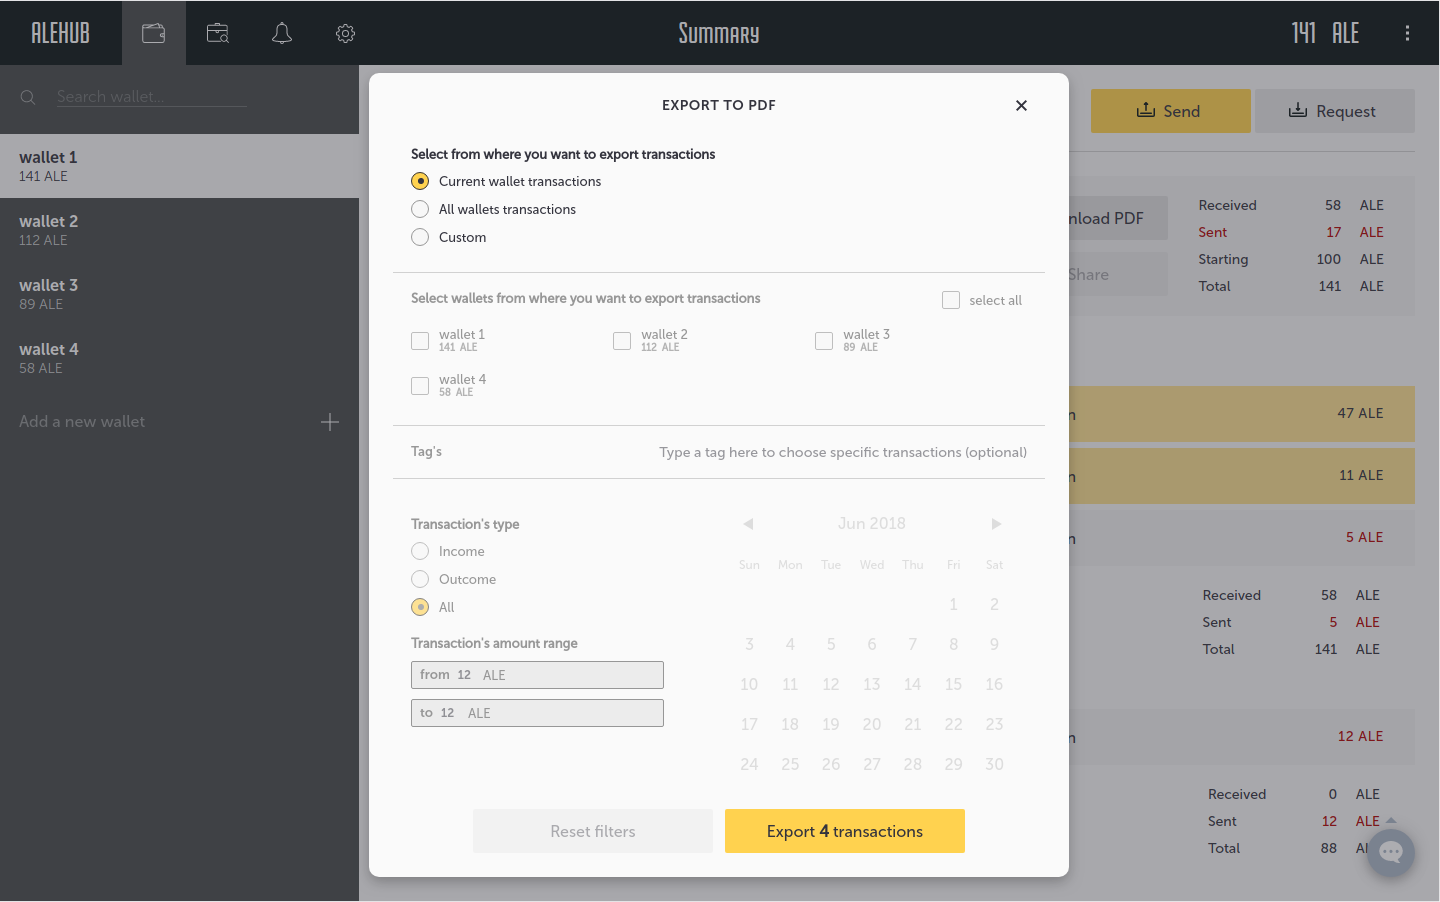 ALEHUB
Summary
141 ALE
Search wallet...
wallet 1
141 ALE
wallet 2
112 ALE
wallet 3
89 ALE
wallet 4
58 ALE
Add a new wallet
EXPORT TO PDF
Select from where you want to export transactions
Current wallet transactions
All wallets transactions
Custom
Select wallets from where you want to export transactions
select all
wallet 1
141 ALE
wallet 2
112 ALE
wallet 3
89 ALE
wallet 4
58 ALE
Tag's
Type a tag here to choose specific transactions (optional)
Transaction's type
Income
Outcome
All
Transaction's amount range
from 12 ALE
to 12 ALE
Jun 2018
Sun Mon Tue Wed Thu Fri Sat
1 2
3 4 5 6 7 8 9
10 11 12 13 14 15 16
17 18 19 20 21 22 23
24 25 26 27 28 29 30
Reset filters
Export 4 transactions
Send
Request
nload PDF
Share
Received 58 ALE
Sent 17 ALE
Starting 100 ALE
Total 141 ALE
n 47 ALE
n 11 ALE
n 5 ALE
Received 58 ALE
Sent 5 ALE
Total 141 ALE
n 12 ALE
Received 0 ALE
Sent 12 ALE
Total 88 AL